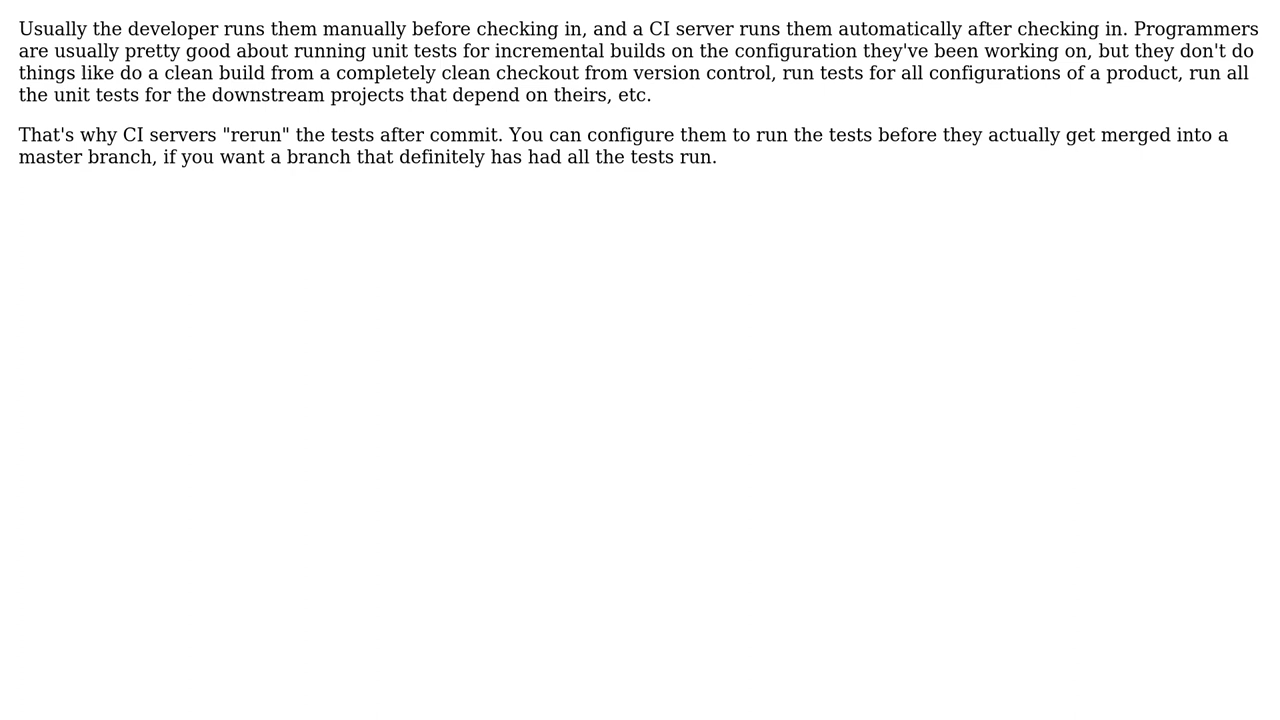 Usually the developer runs them manually before checking in, and a CI server runs them automatically after checking in. Programmers
are usually pretty good about running unit tests for incremental builds on the configuration they've been working on, but they don't do
things like do a clean build from a completely clean checkout from version control, run tests for all configurations of a product, run all
the unit tests for the downstream projects that depend on theirs, etc.
That's why CI servers "rerun" the tests after commit. You can configure them to run the tests before they actually get merged into a
master branch, if you want a branch that definitely has had all the tests run.